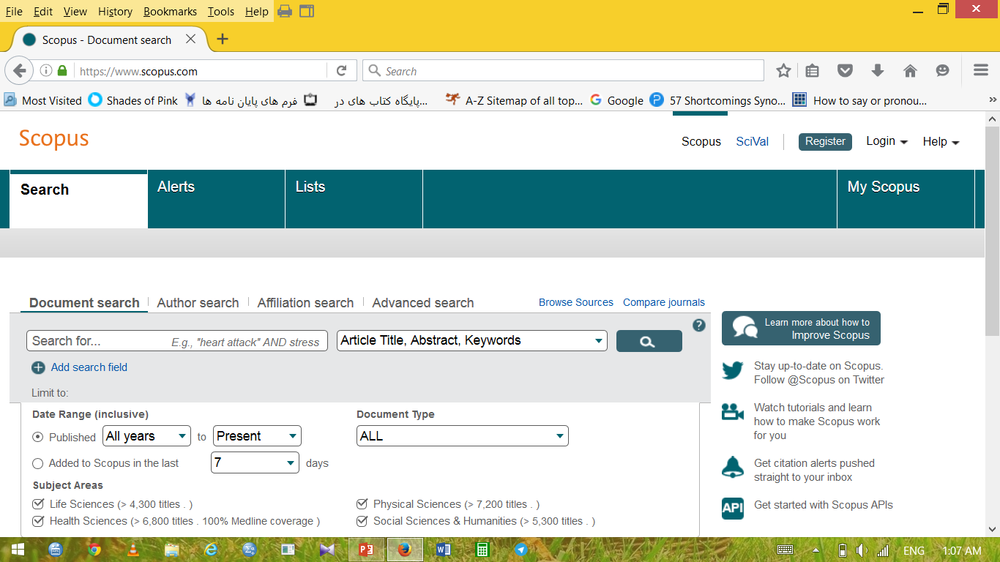 File Edit View History Bookmarks Tools Help
Scopus - Document search
https://www.scopus.com
Search
Most Visited Shades of Pink فرم های پایان نامه ها پایگاه کتاب های در... A-Z Sitemap of all top... Google 57 Shortcomings Syno... How to say or pronou... »
Scopus
Scopus SciVal Register Login Help
Search Alerts Lists My Scopus
Document search Author search Affiliation search Advanced search Browse Sources Compare journals
Search for... E.g., "heart attack" AND stress Article Title, Abstract, Keywords ?
Add search field
Limit to:
Date Range (inclusive) Document Type
Published All years to Present ALL
Added to Scopus in the last 7 days
Subject Areas
Life Sciences (> 4,300 titles . ) Physical Sciences (> 7,200 titles . )
Health Sciences (> 6,800 titles . 100% Medline coverage ) Social Sciences & Humanities (> 5,300 titles . )
Learn more about how to
Improve Scopus
Stay up-to-date on Scopus.
Follow @Scopus on Twitter
Watch tutorials and learn
how to make Scopus work
for you
Get citation alerts pushed
straight to your inbox
API Get started with Scopus APIs
ENG 1:07 AM